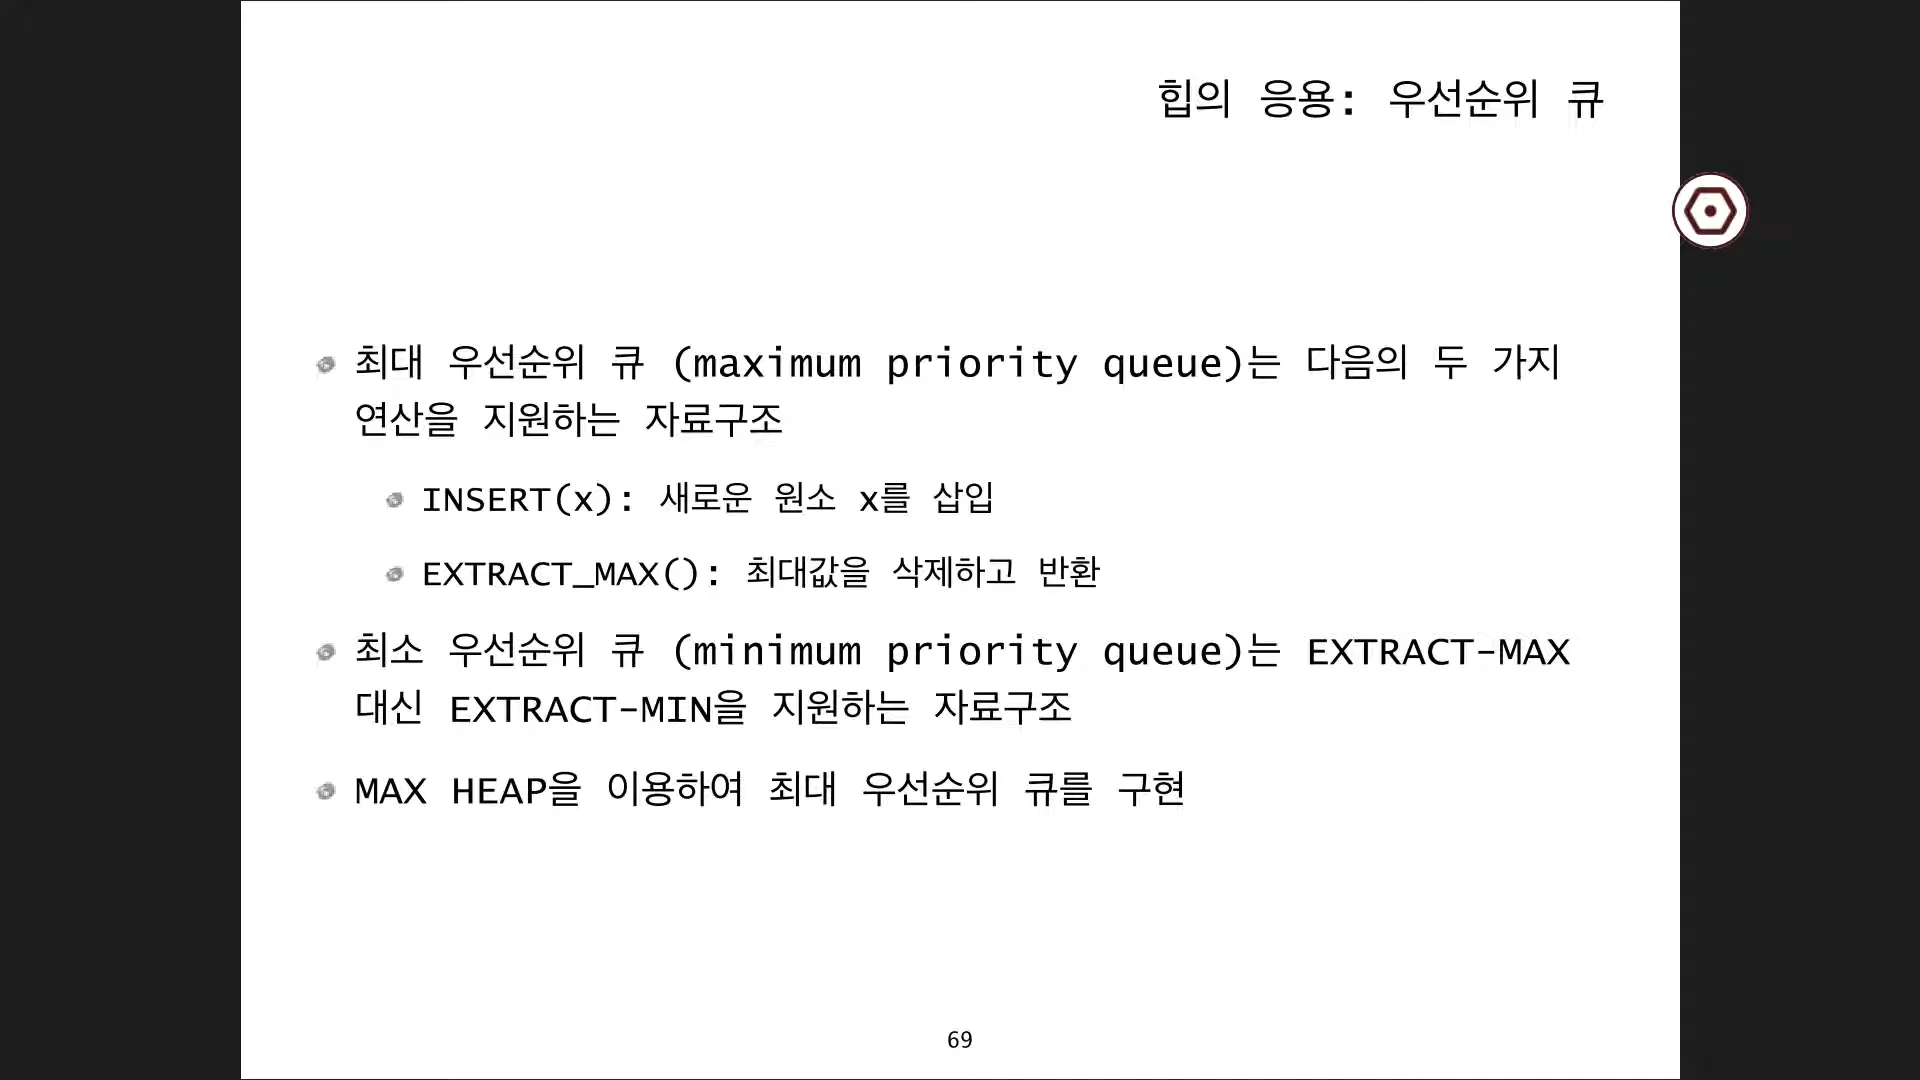 힙의 응용: 우선순위 큐
최대 우선순위 큐 (maximum priority queue)는 다음의 두 가지
연산을 지원하는 자료구조
INSERT(x): 새로운 원소 x를 삽입
EXTRACT_MAX(): 최대값을 삭제하고 반환
최소 우선순위 큐 (minimum priority queue)는 EXTRACT-MAX
대신 EXTRACT-MIN을 지원하는 자료구조
MAX HEAP을 이용하여 최대 우선순위 큐를 구현
69